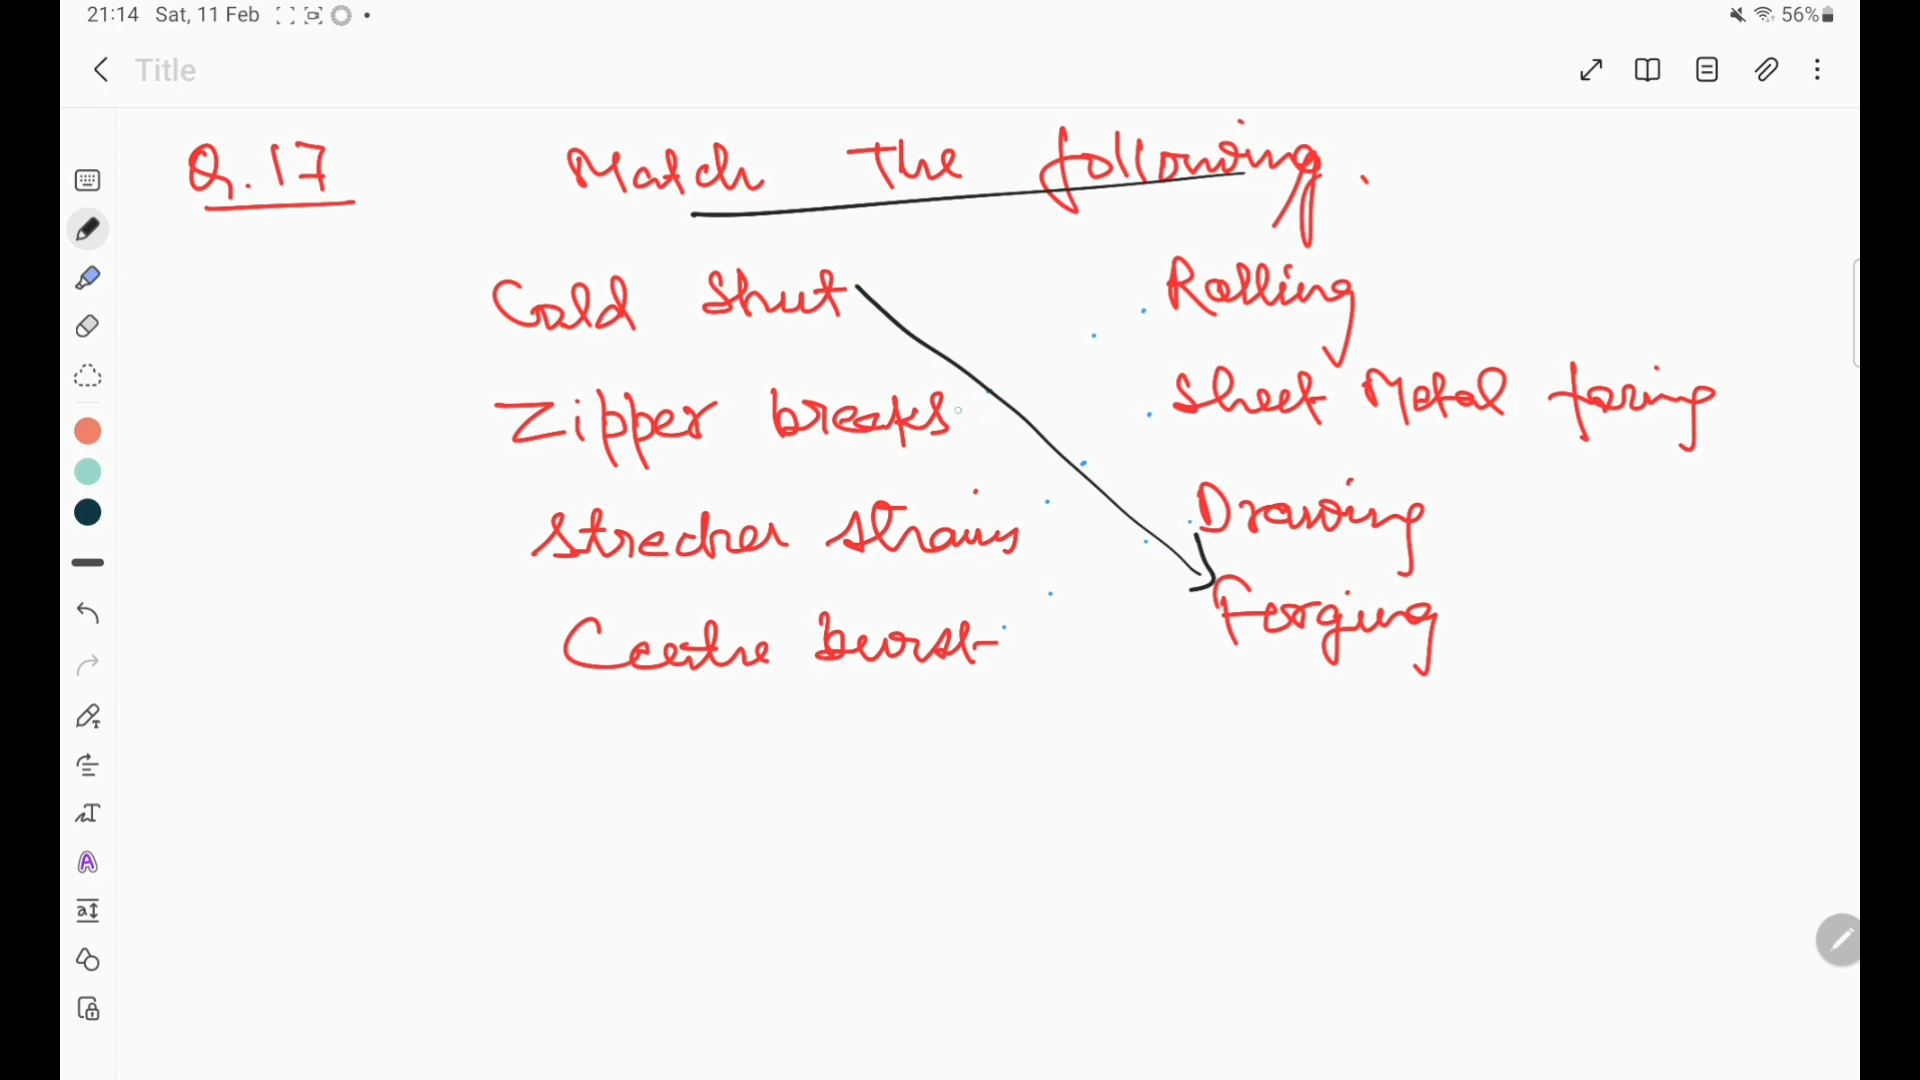 21:14 Sat, 11 Feb 56%
Title
Q.17 Match The following.
Cold Shut Rolling
Zipper breaks Sheet Metal foring
Strecher Strains Drawing
Centre burst Forging